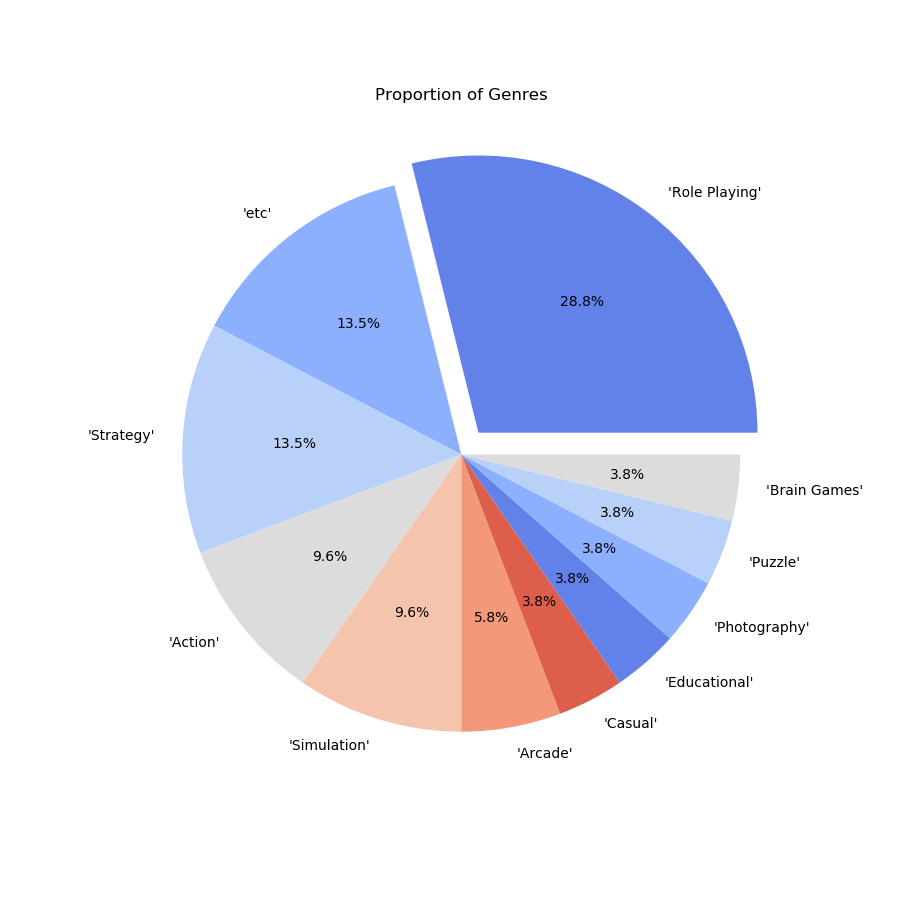 Proportion of Genres
'Role Playing'
28.8%
'etc'
13.5%
'Strategy'
13.5%
'Action'
9.6%
'Simulation'
9.6%
'Arcade'
5.8%
'Casual'
3.8%
'Educational'
3.8%
'Photography'
3.8%
'Puzzle'
3.8%
'Brain Games'
3.8%